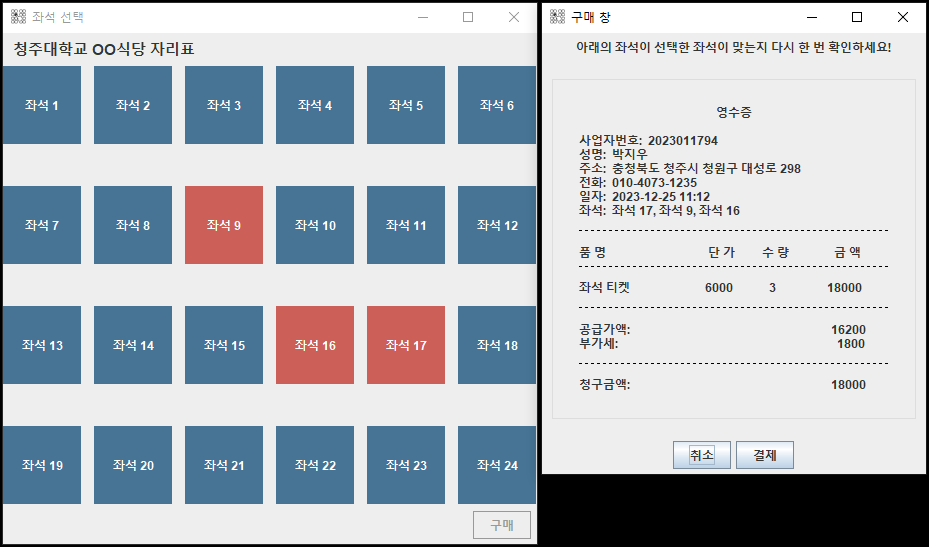 좌석 선택
청주대학교 OO식당 자리표
좌석 1 좌석 2 좌석 3 좌석 4 좌석 5 좌석 6
좌석 7 좌석 8 좌석 9 좌석 10 좌석 11 좌석 12
좌석 13 좌석 14 좌석 15 좌석 16 좌석 17 좌석 18
좌석 19 좌석 20 좌석 21 좌석 22 좌석 23 좌석 24
구매
구매 창
아래의 좌석이 선택한 좌석이 맞는지 다시 한 번 확인하세요!
영수증
사업자번호: 2023011794
성명: 박지우
주소: 충청북도 청주시 청원구 대성로 298
전화: 010-4073-1235
일자: 2023-12-25 11:12
좌석: 좌석 17, 좌석 9, 좌석 16
품 명 단 가 수 량 금 액
좌석 티켓 6000 3 18000
공급가액: 16200
부가세: 1800
청구금액: 18000
취소 결제